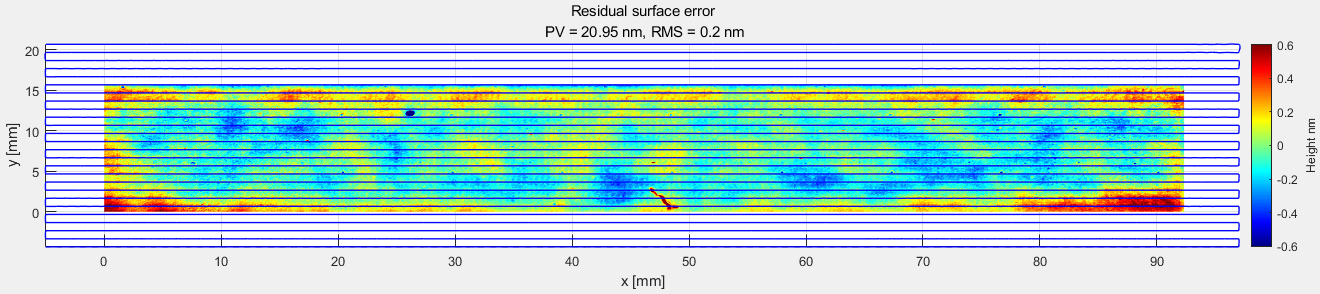 Residual surface error
PV = 20.95 nm, RMS = 0.2 nm
20
15
10
5
0
y [mm]
0 10 20 30 40 50 60 70 80 90
x [mm]
0.6
0.4
0.2
0
-0.2
-0.4
-0.6
Height nm